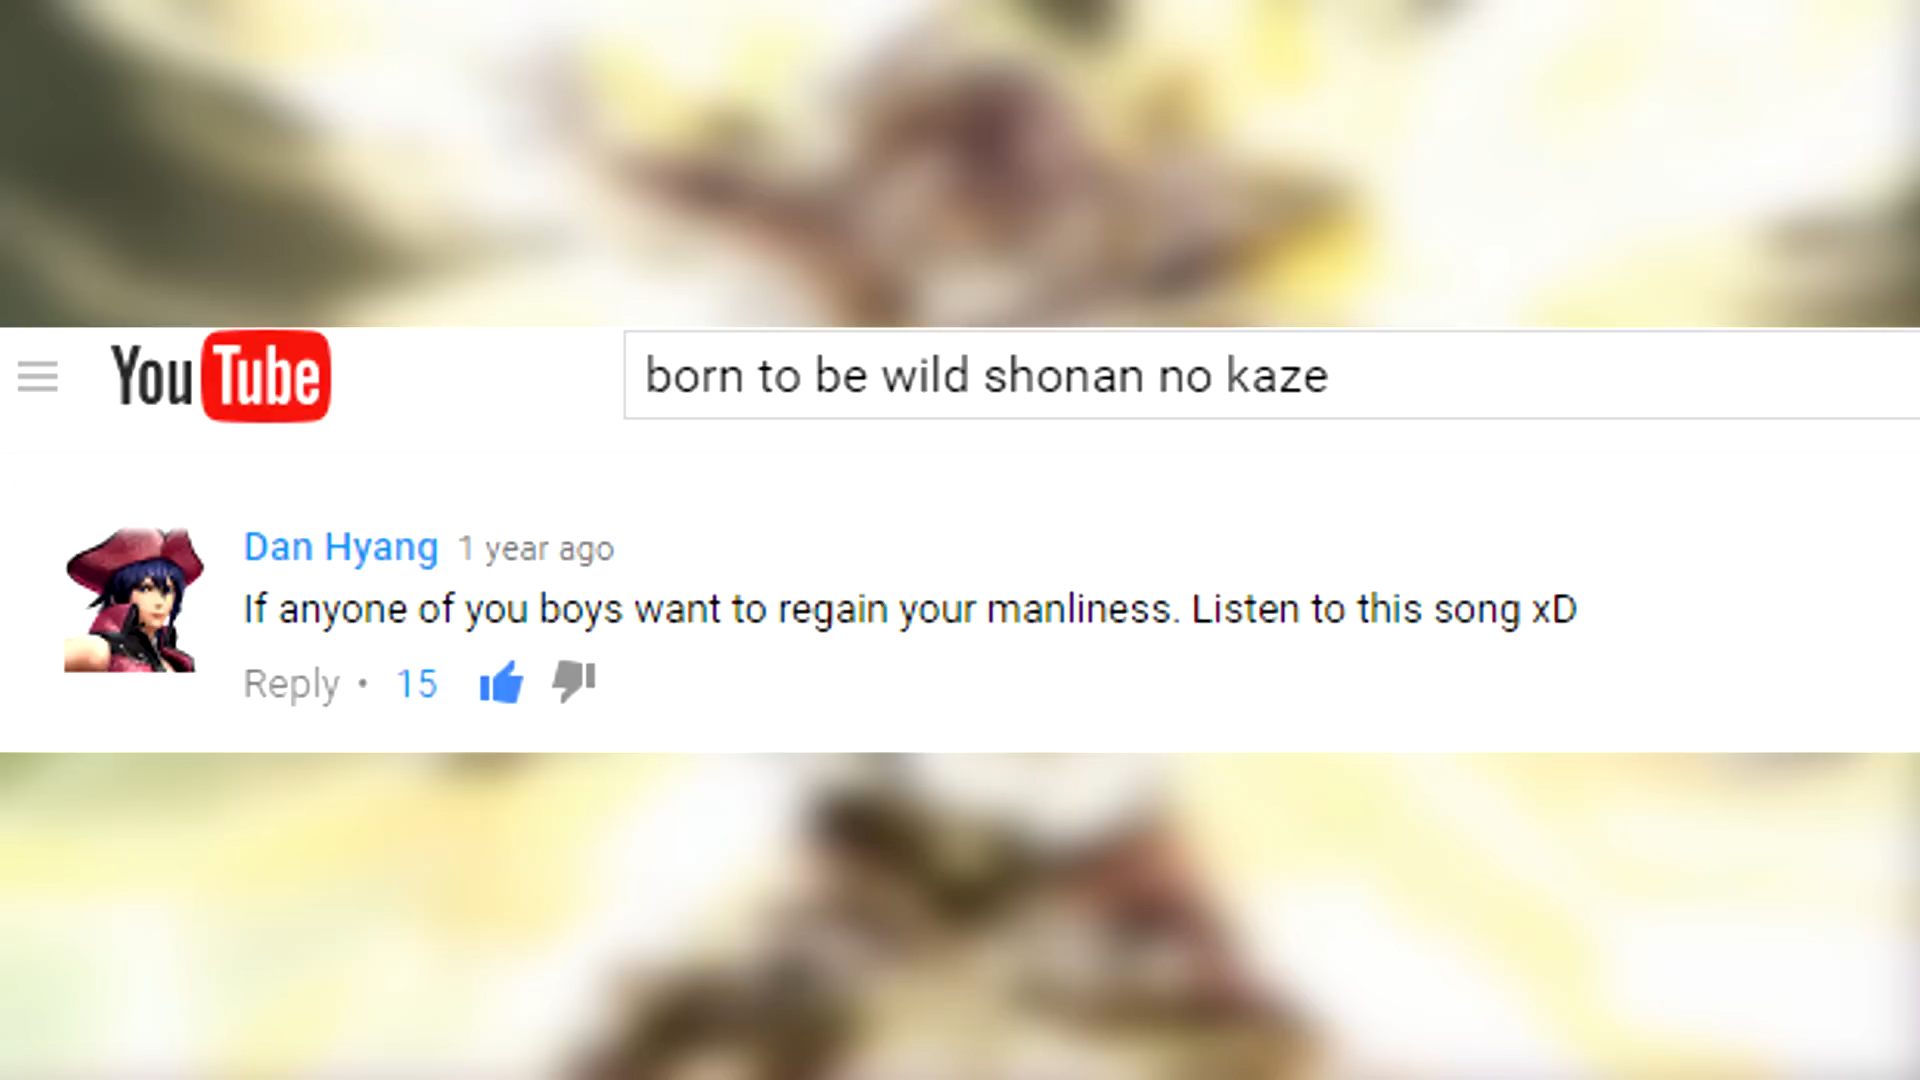 YouTube
born to be wild shonan no kaze
Dan Hyang 1 year ago
If anyone of you boys want to regain your manliness. Listen to this song xD
Reply • 15